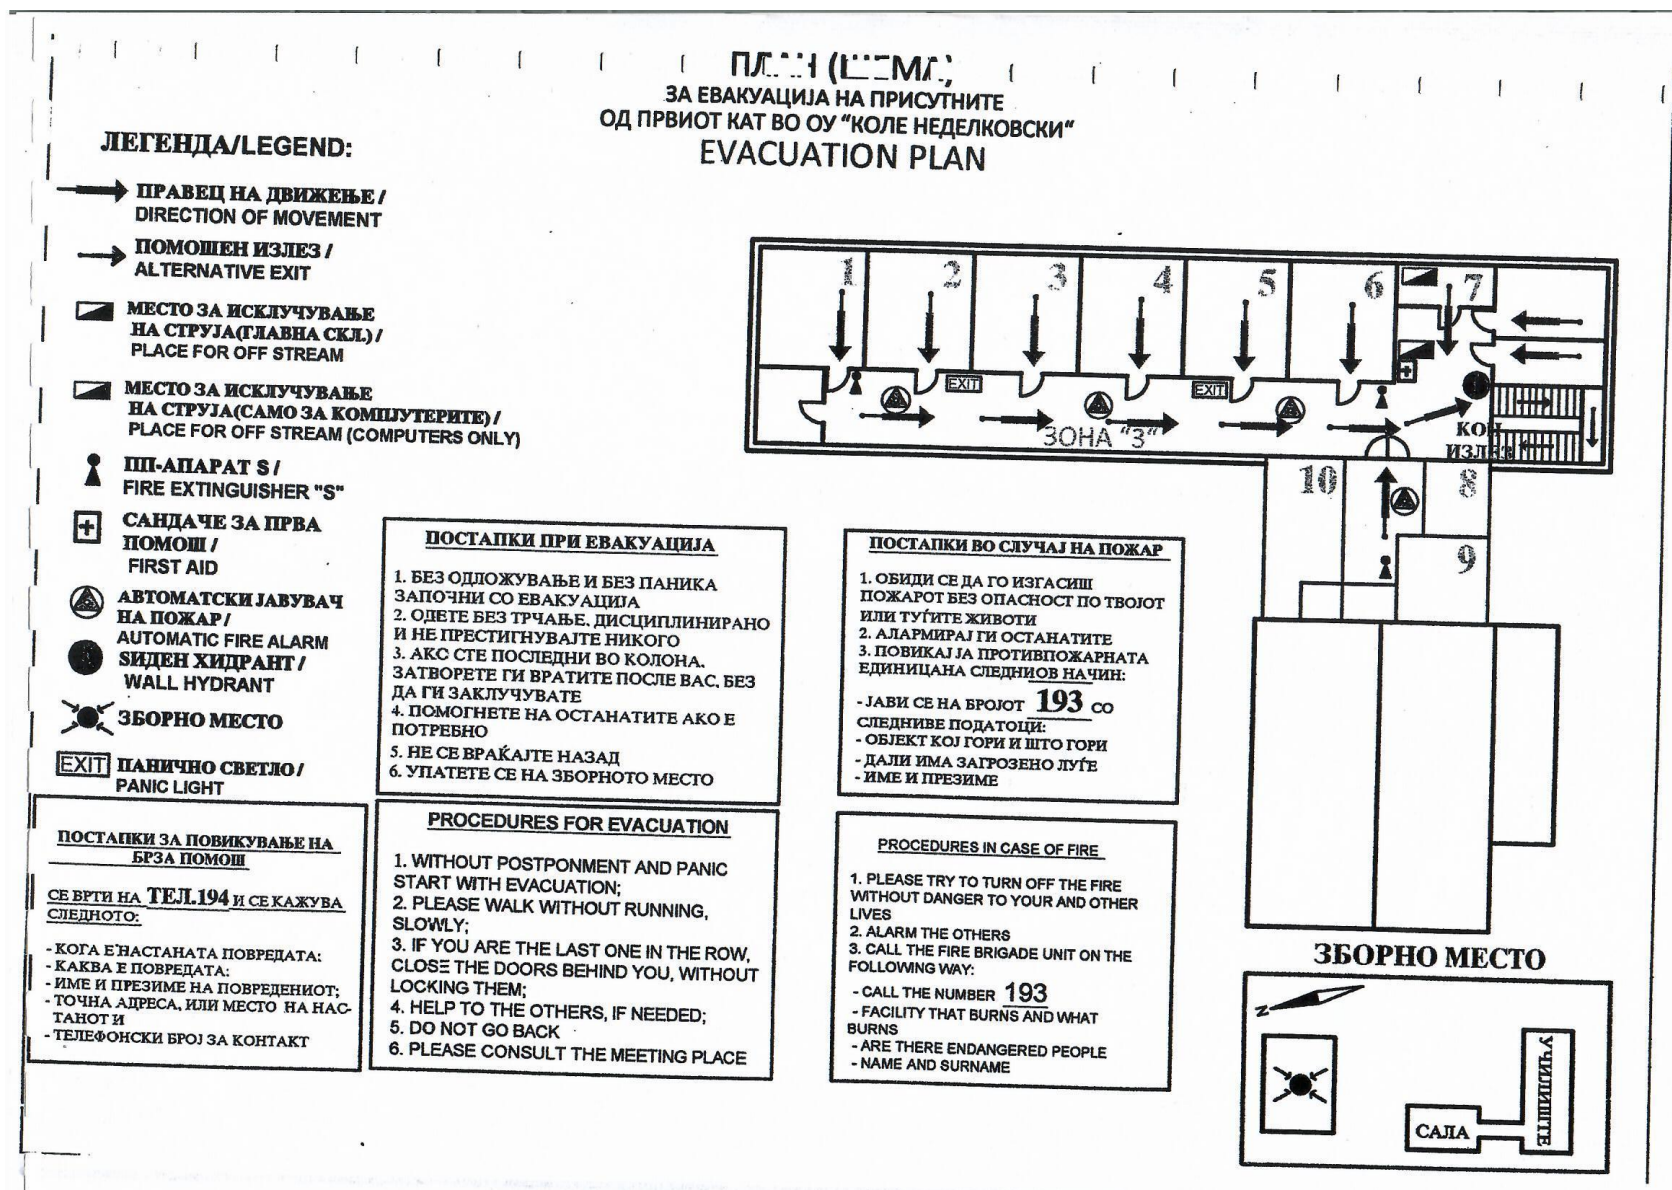 ЗА ЕВАКУАЦИЈА НА ПРИСУТНИТЕ
ОД ПРВИОТ КАТ ВО ОУ "КОЛЕ НЕДЕЛКОВСКИ"
EVACUATION PLAN
ЛЕГЕНДА/LEGEND:
ПРАВЕЦ НА ДВИЖЕЊЕ /
DIRECTION OF MOVEMENT
ПОМОШЕН ИЗЛЕЗ /
ALTERNATIVE EXIT
МЕСТО ЗА ИСКЛУЧУВАЊЕ
НА СТРУЈА(ГЛАВНА СКЛ.) /
PLACE FOR OFF STREAM
МЕСТО ЗА ИСКЛУЧУВАЊЕ
НА СТРУЈА(САМО ЗА КОМПЈУТЕРИТЕ) /
PLACE FOR OFF STREAM (COMPUTERS ONLY)
ПП-АПАРАТ S /
FIRE EXTINGUISHER "S"
САНДАЧЕ ЗА ПРВА
ПОМОШ /
FIRST AID
АВТОМАТСКИ ЈАВУВАЧ
НА ПОЖАР /
AUTOMATIC FIRE ALARM
ЅИДЕН ХИДРАНТ /
WALL HYDRANT
ЗБОРНО МЕСТО
EXIT ПАНИЧНО СВЕТЛО /
PANIC LIGHT
1 2 3 4 5 6 7
EXIT EXIT
ЗОНА "3"
КОН
ИЗЛЕЗ
10 8
9
ПОСТАПКИ ПРИ ЕВАКУАЦИЈА
1. БЕЗ ОДЛОЖУВАЊЕ И БЕЗ ПАНИКА
ЗАПОЧНИ СО ЕВАКУАЦИЈА
2. ОДЕТЕ БЕЗ ТРЧАЊЕ, ДИСЦИПЛИНИРАНО
И НЕ ПРЕСТИГНУВАЈТЕ НИКОГО
3. АКО СТЕ ПОСЛЕДНИ ВО КОЛОНА,
ЗАТВОРЕТЕ ГИ ВРАТИТЕ ПОСЛЕ ВАС, БЕЗ
ДА ГИ ЗАКЛУЧУВАТЕ
4. ПОМОГНЕТЕ НА ОСТАНАТИТЕ АКО Е
ПОТРЕБНО
5. НЕ СЕ ВРАЌАЈТЕ НАЗАД
6. УПАТЕТЕ СЕ НА ЗБОРНОТО МЕСТО
ПОСТАПКИ ВО СЛУЧАЈ НА ПОЖАР
1. ОБИДИ СЕ ДА ГО ИЗГАСИШ
ПОЖАРОТ БЕЗ ОПАСНОСТ ПО ТВОЈОТ
ИЛИ ТУЃИТЕ ЖИВОТИ
2. АЛАРМИРАЈ ГИ ОСТАНАТИТЕ
3. ПОВИКАЈ ЈА ПРОТИВПОЖАРНАТА
ЕДИНИЦАНА СЛЕДНИОВ НАЧИН:
- ЈАВИ СЕ НА БРОЈОТ 193 СО
СЛЕДНИВЕ ПОДАТОЦИ:
- ОБЈЕКТ КОЈ ГОРИ И ШТО ГОРИ
- ДАЛИ ИМА ЗАГРОЗЕНО ЛУЃЕ
- ИМЕ И ПРЕЗИМЕ
ПОСТАПКИ ЗА ПОВИКУВАЊЕ НА
БРЗА ПОМОШ
СЕ ВРТИ НА ТЕЛ.194 И СЕ КАЖУВА
СЛЕДНОТО:
- КОГА Е НАСТАНАТА ПОВРЕДАТА:
- КАКВА Е ПОВРЕДАТА:
- ИМЕ И ПРЕЗИМЕ НА ПОВРЕДЕНИОТ;
- ТОЧНА АДРЕСА, ИЛИ МЕСТО НА НАС-
ТАНОТ И
- ТЕЛЕФОНСКИ БРОЈ ЗА КОНТАКТ
PROCEDURES FOR EVACUATION
1. WITHOUT POSTPONMENT AND PANIC
START WITH EVACUATION;
2. PLEASE WALK WITHOUT RUNNING,
SLOWLY;
3. IF YOU ARE THE LAST ONE IN THE ROW,
CLOSE THE DOORS BEHIND YOU, WITHOUT
LOCKING THEM;
4. HELP TO THE OTHERS, IF NEEDED;
5. DO NOT GO BACK
6. PLEASE CONSULT THE MEETING PLACE
PROCEDURES IN CASE OF FIRE
1. PLEASE TRY TO TURN OFF THE FIRE
WITHOUT DANGER TO YOUR AND OTHER
LIVES
2. ALARM THE OTHERS
3. CALL THE FIRE BRIGADE UNIT ON THE
FOLLOWING WAY:
- CALL THE NUMBER 193
- FACILITY THAT BURNS AND WHAT
BURNS
- ARE THERE ENDANGERED PEOPLE
- NAME AND SURNAME
ЗБОРНО МЕСТО
N
САЛА
УЧИЛИШТЕ